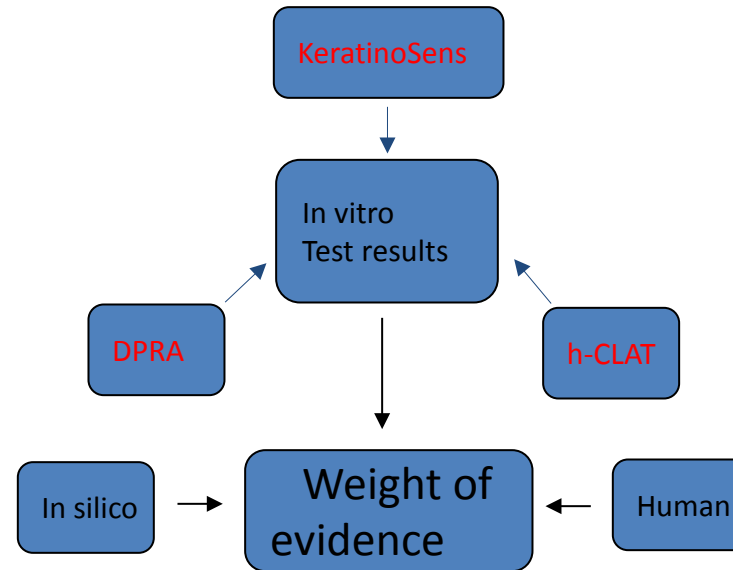 KeratinoSens
In vitro
Test results
DPRA
h-CLAT
In silico
Weight of
evidence
Human